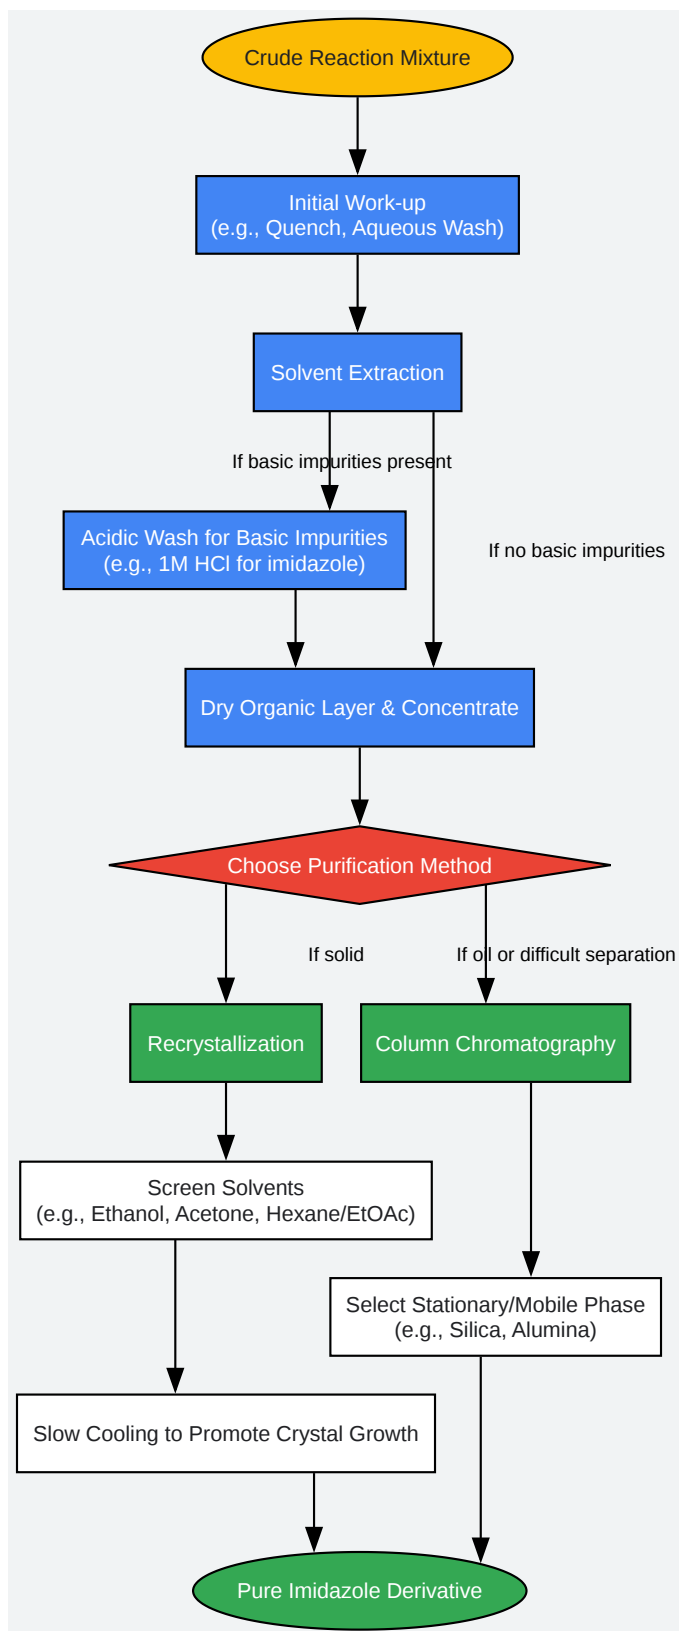 Crude Reaction Mixture
Initial Work-up
(e.g., Quench, Aqueous Wash)
Solvent Extraction
If basic impurities present
Acidic Wash for Basic Impurities
(e.g., 1M HCl for imidazole)
If no basic impurities
Dry Organic Layer & Concentrate
Choose Purification Method
If solid
If oil or difficult separation
Recrystallization
Column Chromatography
Screen Solvents
(e.g., Ethanol, Acetone, Hexane/EtOAc)
Select Stationary/Mobile Phase
(e.g., Silica, Alumina)
Slow Cooling to Promote Crystal Growth
Pure Imidazole Derivative